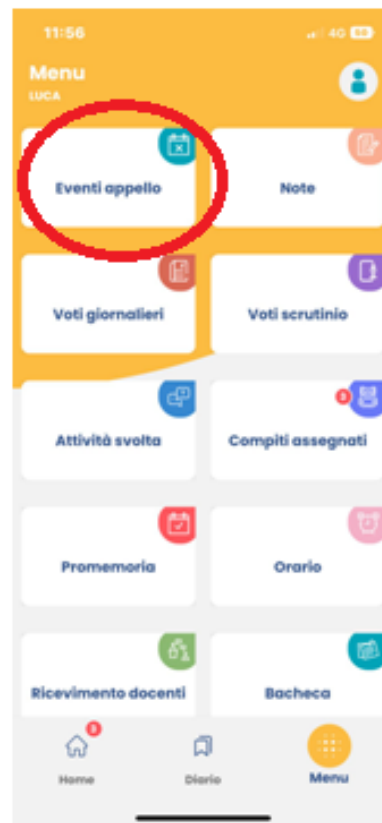 11:56
4G 68
Menu
LUCA
Eventi appello
Note
Voti giornalieri
Voti scrutinio
Attività svolta
Compiti assegnati
Promemoria
Orario
Ricevimento docenti
Bacheca
Home
Diario
Menu